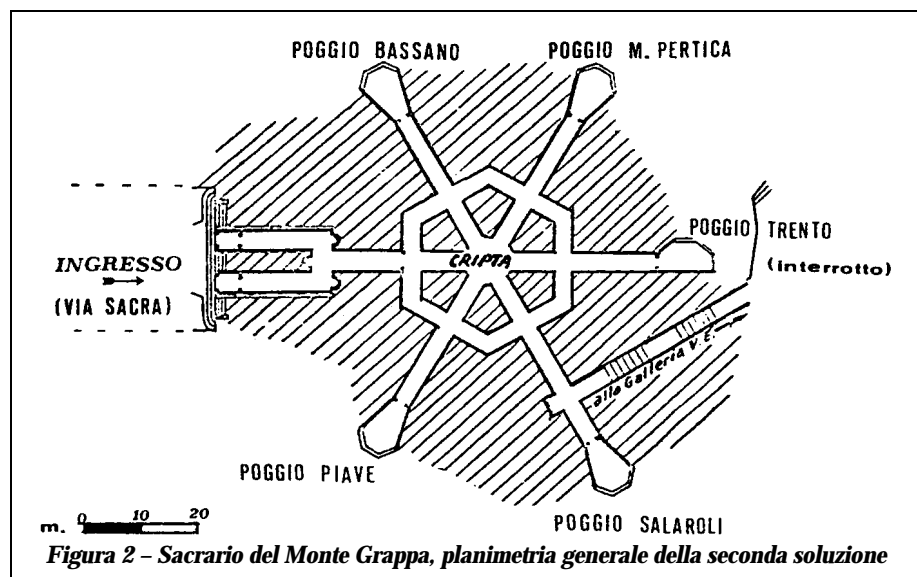 POGGIO BASSANO
POGGIO M. PERTICA
POGGIO TRENTO
(interrotto)
INGRESSO
(VIA SACRA)
CRIPTA
alla Galleria V.E.
POGGIO PIAVE
POGGIO SALAROLI
m. 0 10 20
Figura 2 – Sacrario del Monte Grappa, planimetria generale della seconda soluzione